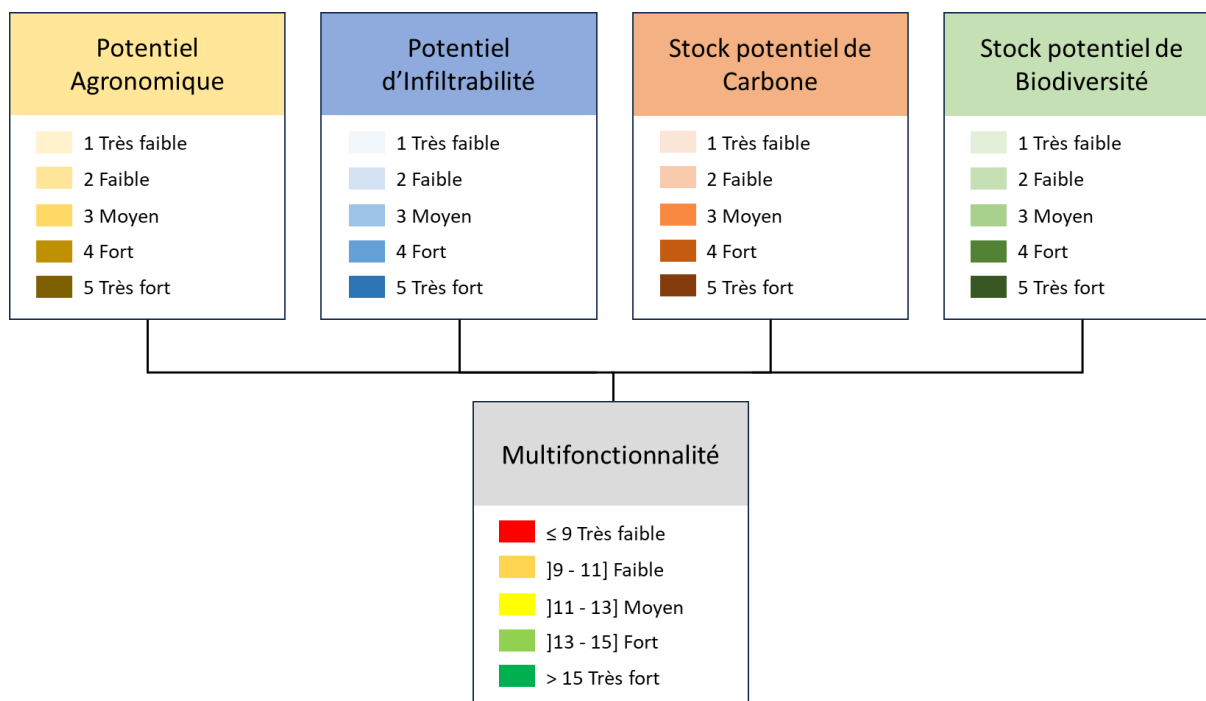 Potentiel
Agronomique
1 Très faible
2 Faible
3 Moyen
4 Fort
5 Très fort
Potentiel
d’Infiltrabilité
1 Très faible
2 Faible
3 Moyen
4 Fort
5 Très fort
Stock potentiel de
Carbone
1 Très faible
2 Faible
3 Moyen
4 Fort
5 Très fort
Stock potentiel de
Biodiversité
1 Très faible
2 Faible
3 Moyen
4 Fort
5 Très fort
Multifonctionnalité
≤ 9 Très faible
]9 - 11] Faible
]11 - 13] Moyen
]13 - 15] Fort
> 15 Très fort